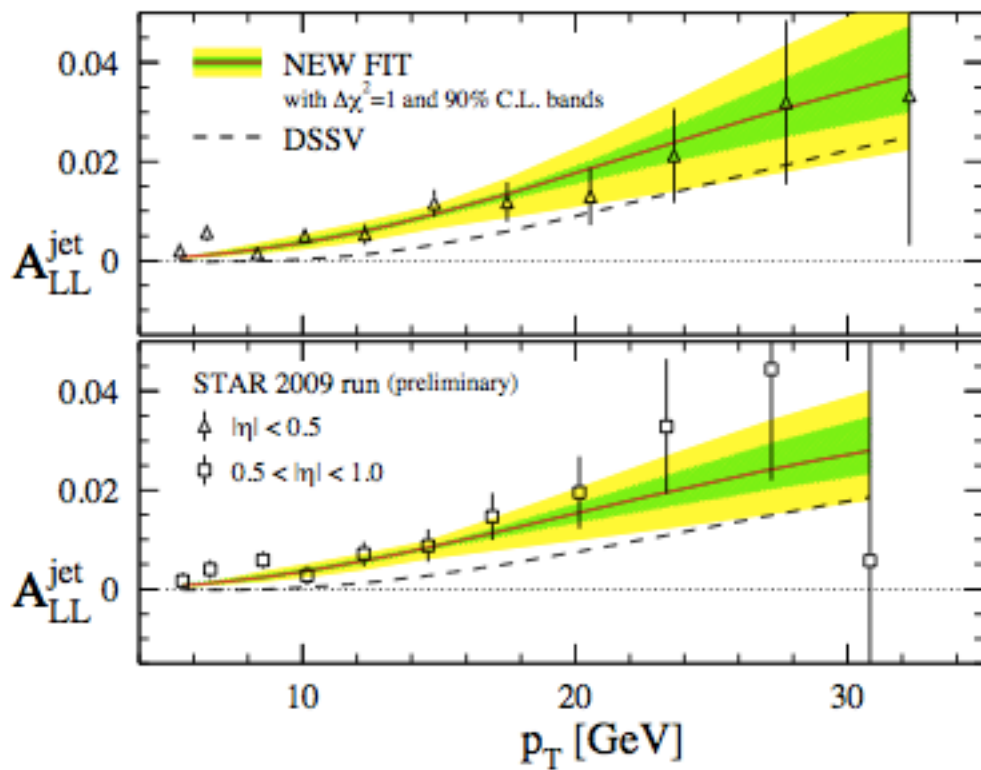 0.04
0.02
0
A_LL^jet
NEW FIT
with Δχ²=1 and 90% C.L. bands
DSSV
0.04
0.02
0
A_LL^jet
STAR 2009 run (preliminary)
|η| < 0.5
0.5 < |η| < 1.0
10 20 30
p_T [GeV]